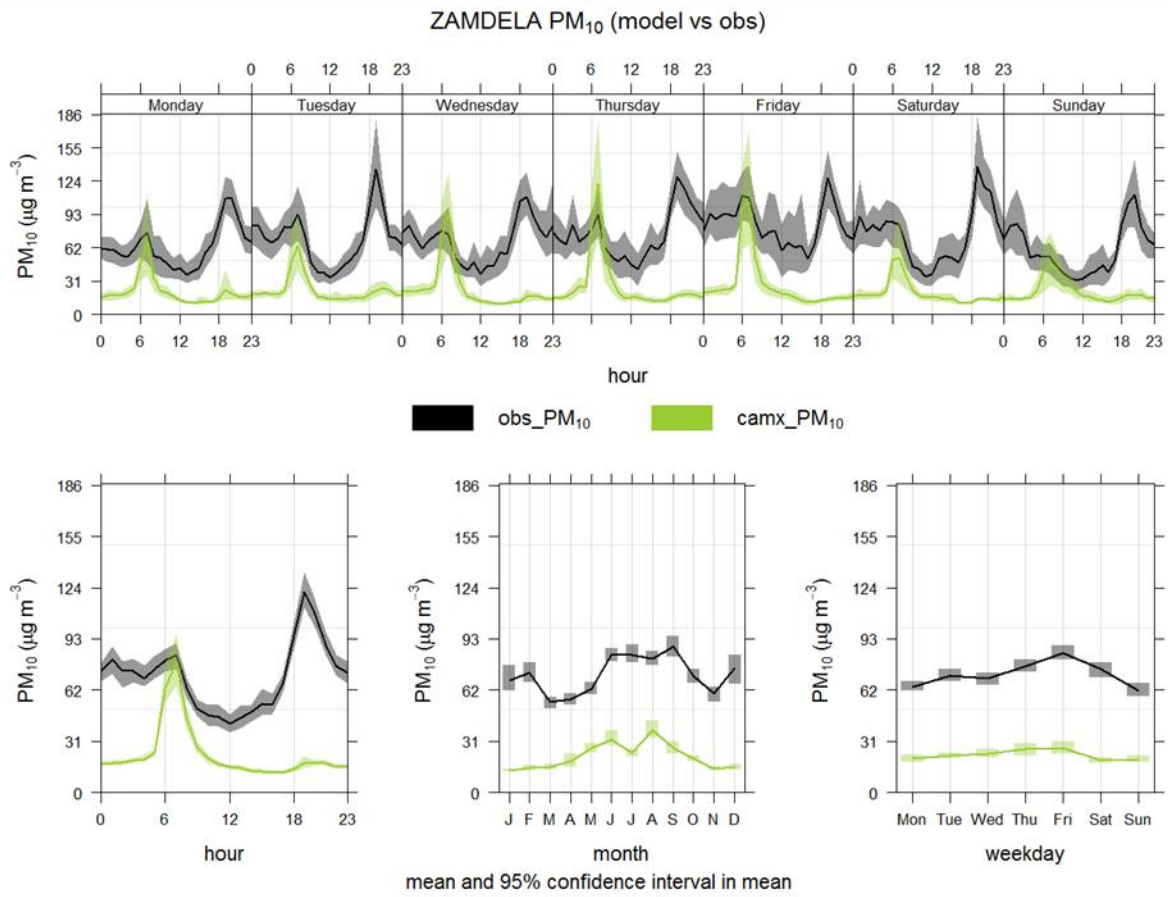 ZAMDELA PM₁₀ (model vs obs)
0 6 12 18 23 0 6 12 18 23 0 6 12 18 23
Monday Tuesday Wednesday Thursday Friday Saturday Sunday
186
155
124
93
62
31
0
PM₁₀ (µg m⁻³)
0 6 12 18 23 0 6 12 18 23 0 6 12 18 23 0 6 12 18 23
hour
obs_PM₁₀ camx_PM₁₀
186 186 186
155 155 155
124 124 124
93 93 93
62 62 62
31 31 31
0 0 0
PM₁₀ (µg m⁻³) PM₁₀ (µg m⁻³) PM₁₀ (µg m⁻³)
0 6 12 18 23 J F M A M J J A S O N D Mon Tue Wed Thu Fri Sat Sun
hour month weekday
mean and 95% confidence interval in mean